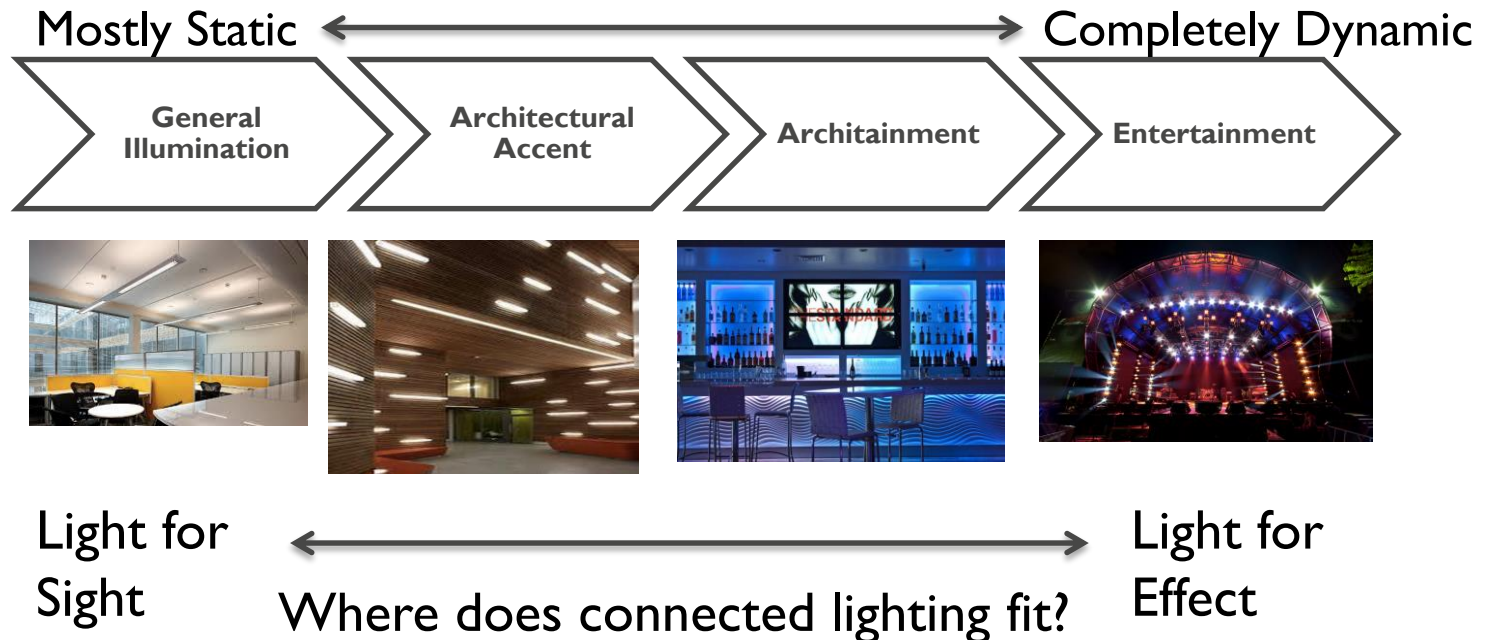 Mostly Static
Completely Dynamic
General
Illumination
Architectural
Accent
Architainment
Entertainment
Light for
Sight
Light for
Effect
Where does connected lighting fit?